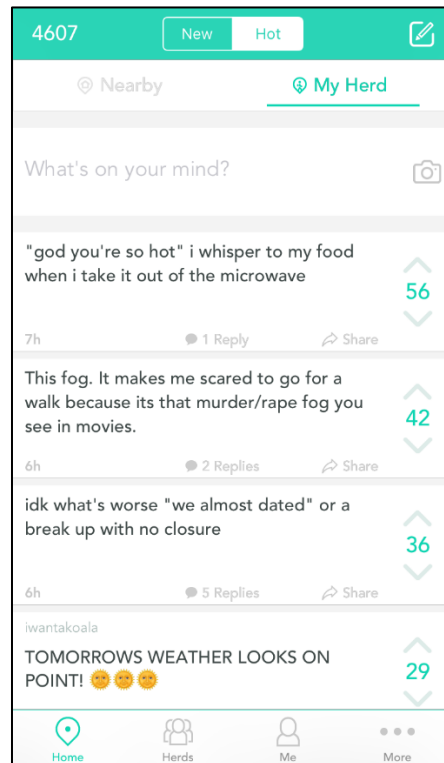 4607 New Hot
Nearby My Herd
What's on your mind?
"god you're so hot" i whisper to my food
when i take it out of the microwave
56
7h 1 Reply Share
This fog. It makes me scared to go for a
walk because its that murder/rape fog you
see in movies.
42
6h 2 Replies Share
idk what's worse "we almost dated" or a
break up with no closure
36
6h 5 Replies Share
iwantakoala
TOMORROWS WEATHER LOOKS ON
POINT! 🌞🌞🌞
29
Home Herds Me More